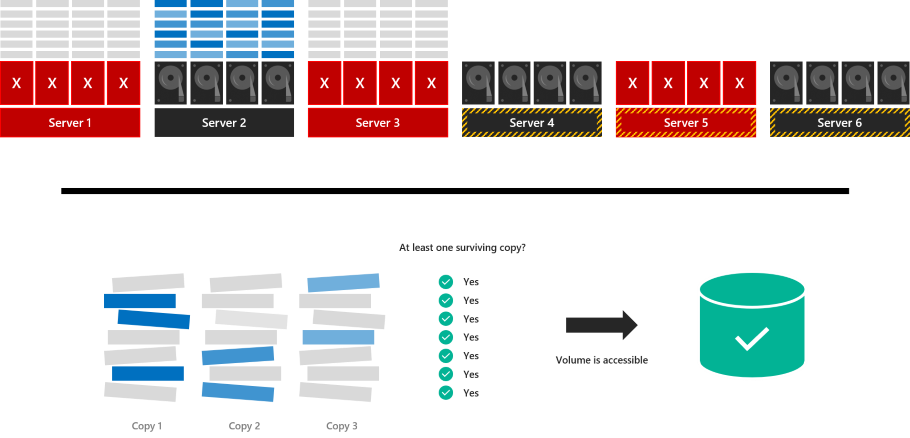 X X X X X X X X X X X X
Server 1 Server 2 Server 3 Server 4 Server 5 Server 6
At least one surviving copy?
Yes
Yes
Yes
Yes
Yes
Yes
Yes
Volume is accessible
Copy 1 Copy 2 Copy 3